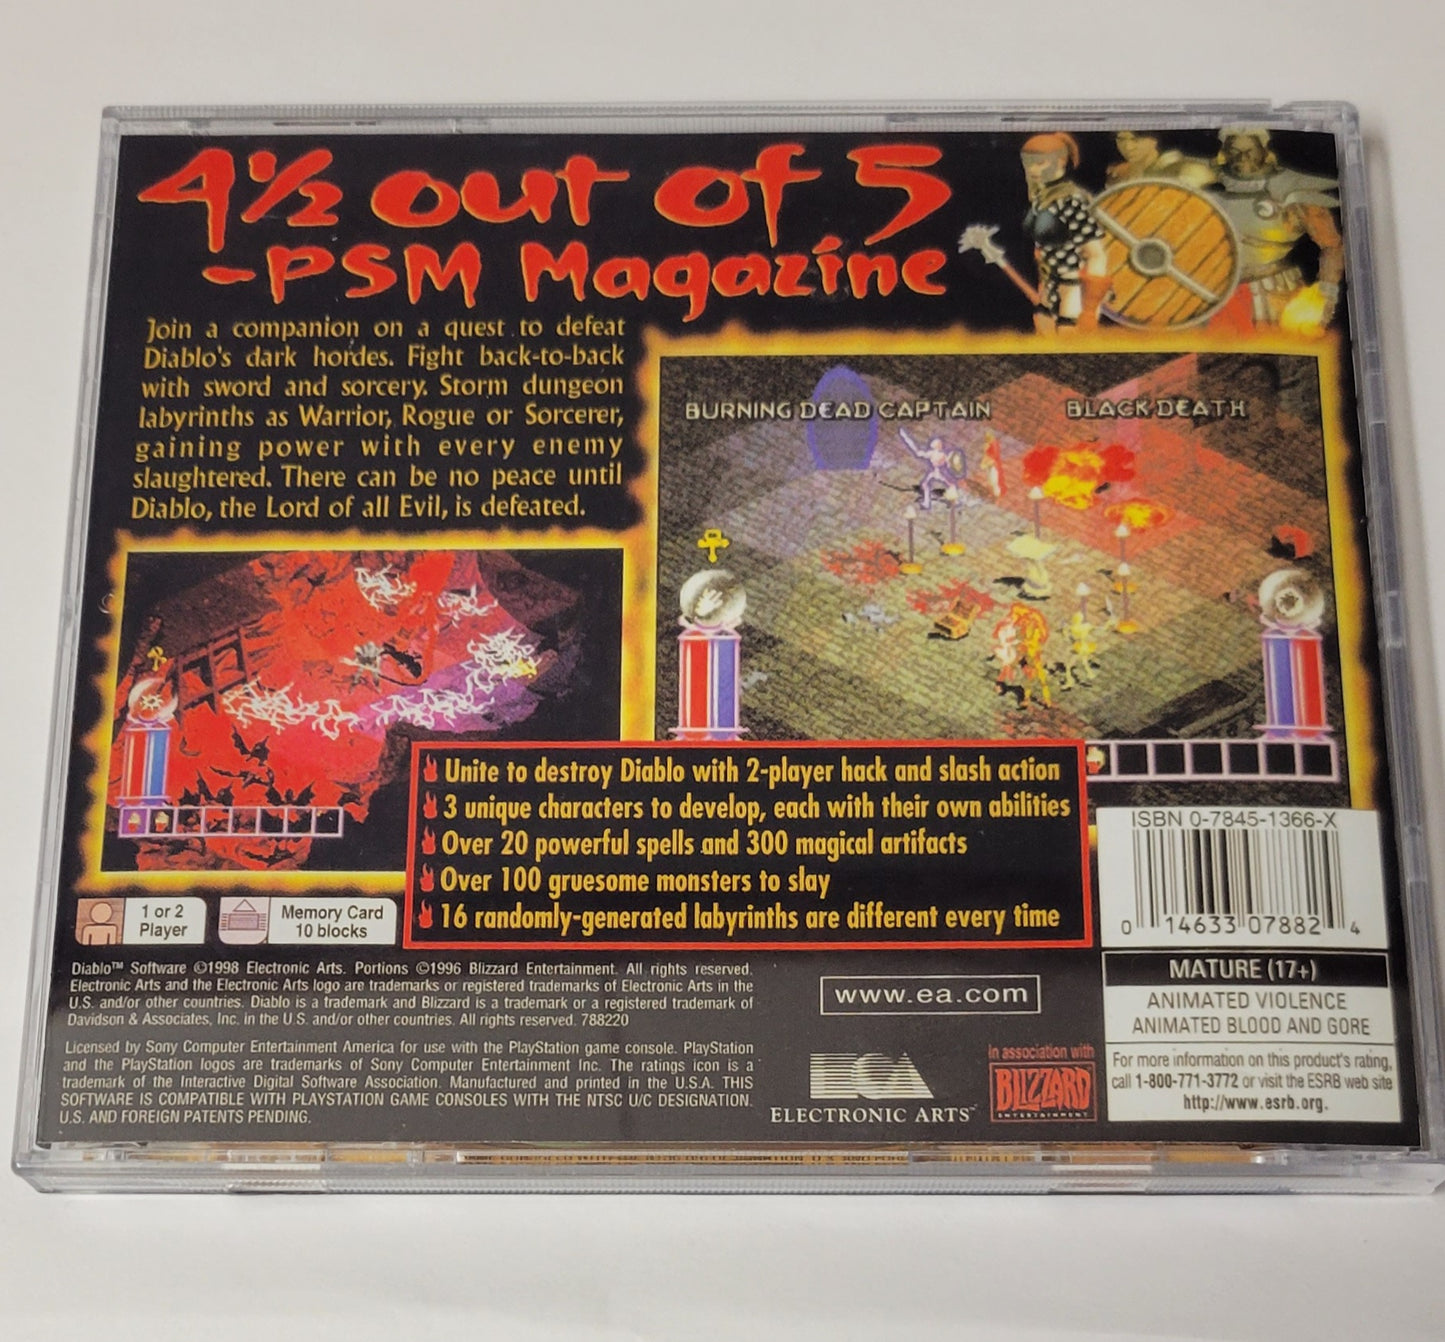 4½ out of 5
-PSM Magazine
Join a companion on a quest to defeat
Diablo's dark hordes. Fight back-to-back
with sword and sorcery. Storm dungeon
labyrinths as Warrior, Rogue or Sorcerer,
gaining power with every enemy
slaughtered. There can be no peace until
Diablo, the Lord of all Evil, is defeated.
BURNING DEAD CAPTAIN
BLACK DEATH
Unite to destroy Diablo with 2-player hack and slash action
3 unique characters to develop, each with their own abilities
Over 20 powerful spells and 300 magical artifacts
Over 100 gruesome monsters to slay
16 randomly-generated labyrinths are different every time
1 or 2
Player
Memory Card
10 blocks
ISBN 0-7845-1366-X
0 14633 07882 4
MATURE (17+)
ANIMATED VIOLENCE
ANIMATED BLOOD AND GORE
For more information on this product's rating,
call 1-800-771-3772 or visit the ESRB web site
http://www.esrb.org.
Diablo™ Software ©1998 Electronic Arts. Portions ©1996 Blizzard Entertainment. All rights reserved.
Electronic Arts and the Electronic Arts logo are trademarks or registered trademarks of Electronic Arts in the
U.S. and/or other countries. Diablo is a trademark and Blizzard is a trademark or a registered trademark of
Davidson & Associates, Inc. in the U.S. and/or other countries. All rights reserved. 788220
Licensed by Sony Computer Entertainment America for use with the PlayStation game console. PlayStation
and the PlayStation logos are trademarks of Sony Computer Entertainment Inc. The ratings icon is a
trademark of the Interactive Digital Software Association. Manufactured and printed in the U.S.A. THIS
SOFTWARE IS COMPATIBLE WITH PLAYSTATION GAME CONSOLES WITH THE NTSC U/C DESIGNATION.
U.S. AND FOREIGN PATENTS PENDING.
www.ea.com
EA
ELECTRONIC ARTS™
in association with
BLIZZARD
ENTERTAINMENT